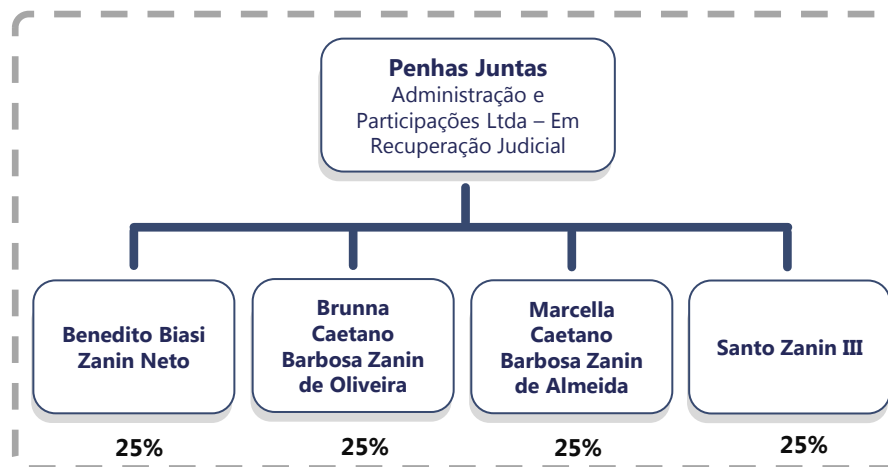 Penhas Juntas
Administração e
Participações Ltda – Em
Recuperação Judicial
Benedito Biasi
Zanin Neto
Brunna
Caetano
Barbosa Zanin
de Oliveira
Marcella
Caetano
Barbosa Zanin
de Almeida
Santo Zanin III
25%
25%
25%
25%